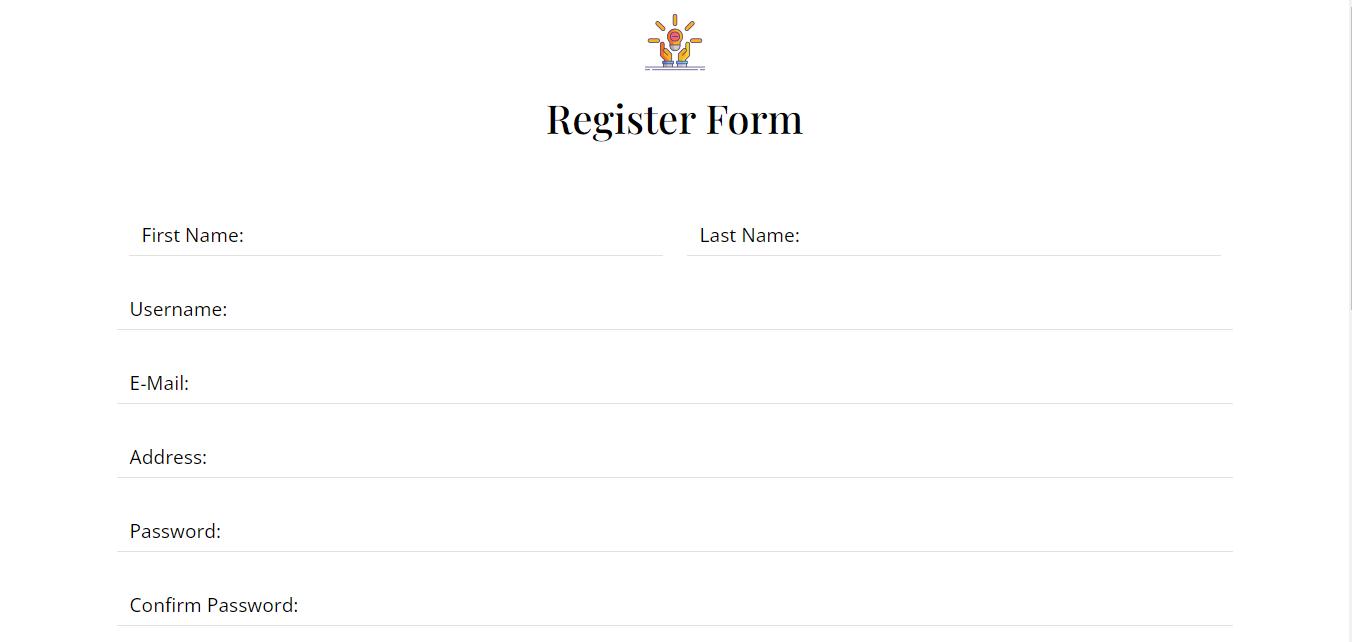 Register Form
First Name: Last Name:
Username:
E-Mail:
Address:
Password:
Confirm Password: